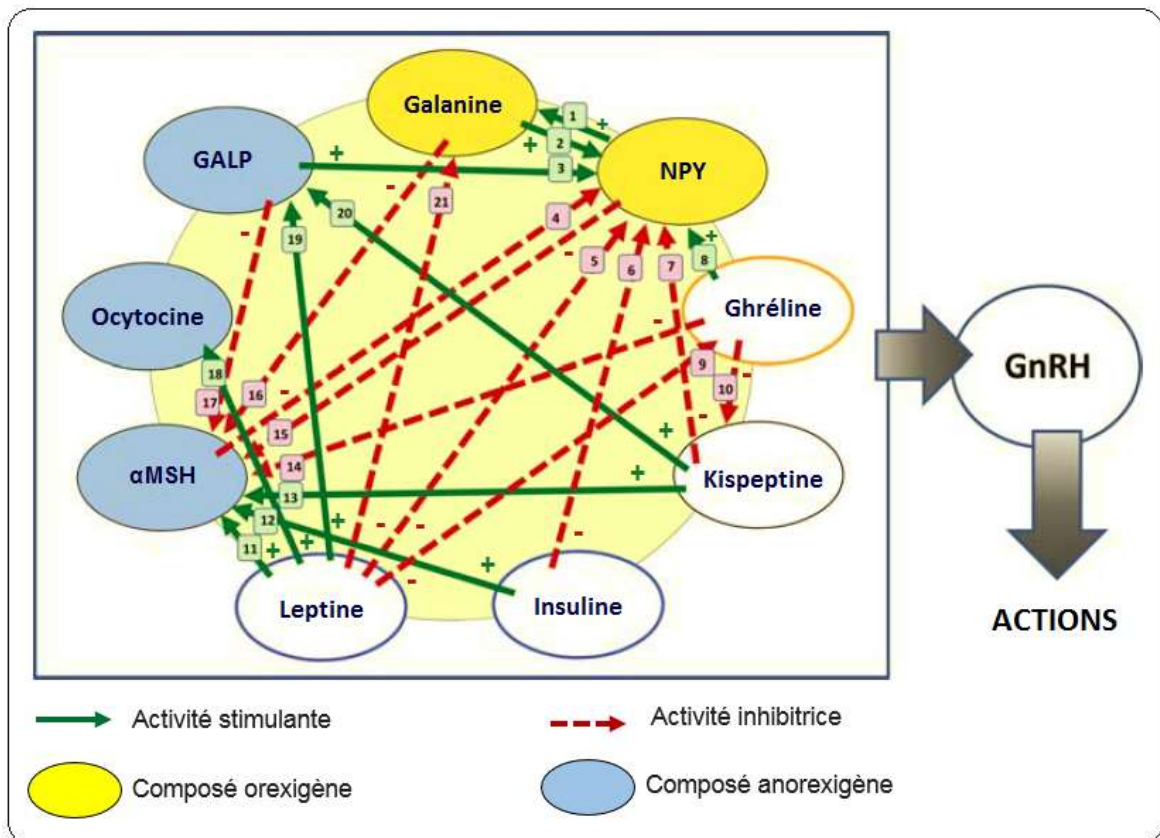 Galanine
GALP
NPY
Ocytocine
Ghréline
αMSH
Kispeptine
Leptine
Insuline
1
2
3
4
5
6
7
8
9
10
11
12
13
14
15
16
17
18
19
20
21
+
+
+
+
+
+
+
+
+
+
-
-
-
-
-
-
-
-
-
-
-
GnRH
ACTIONS
Activité stimulante
Activité inhibitrice
Composé orexigène
Composé anorexigène